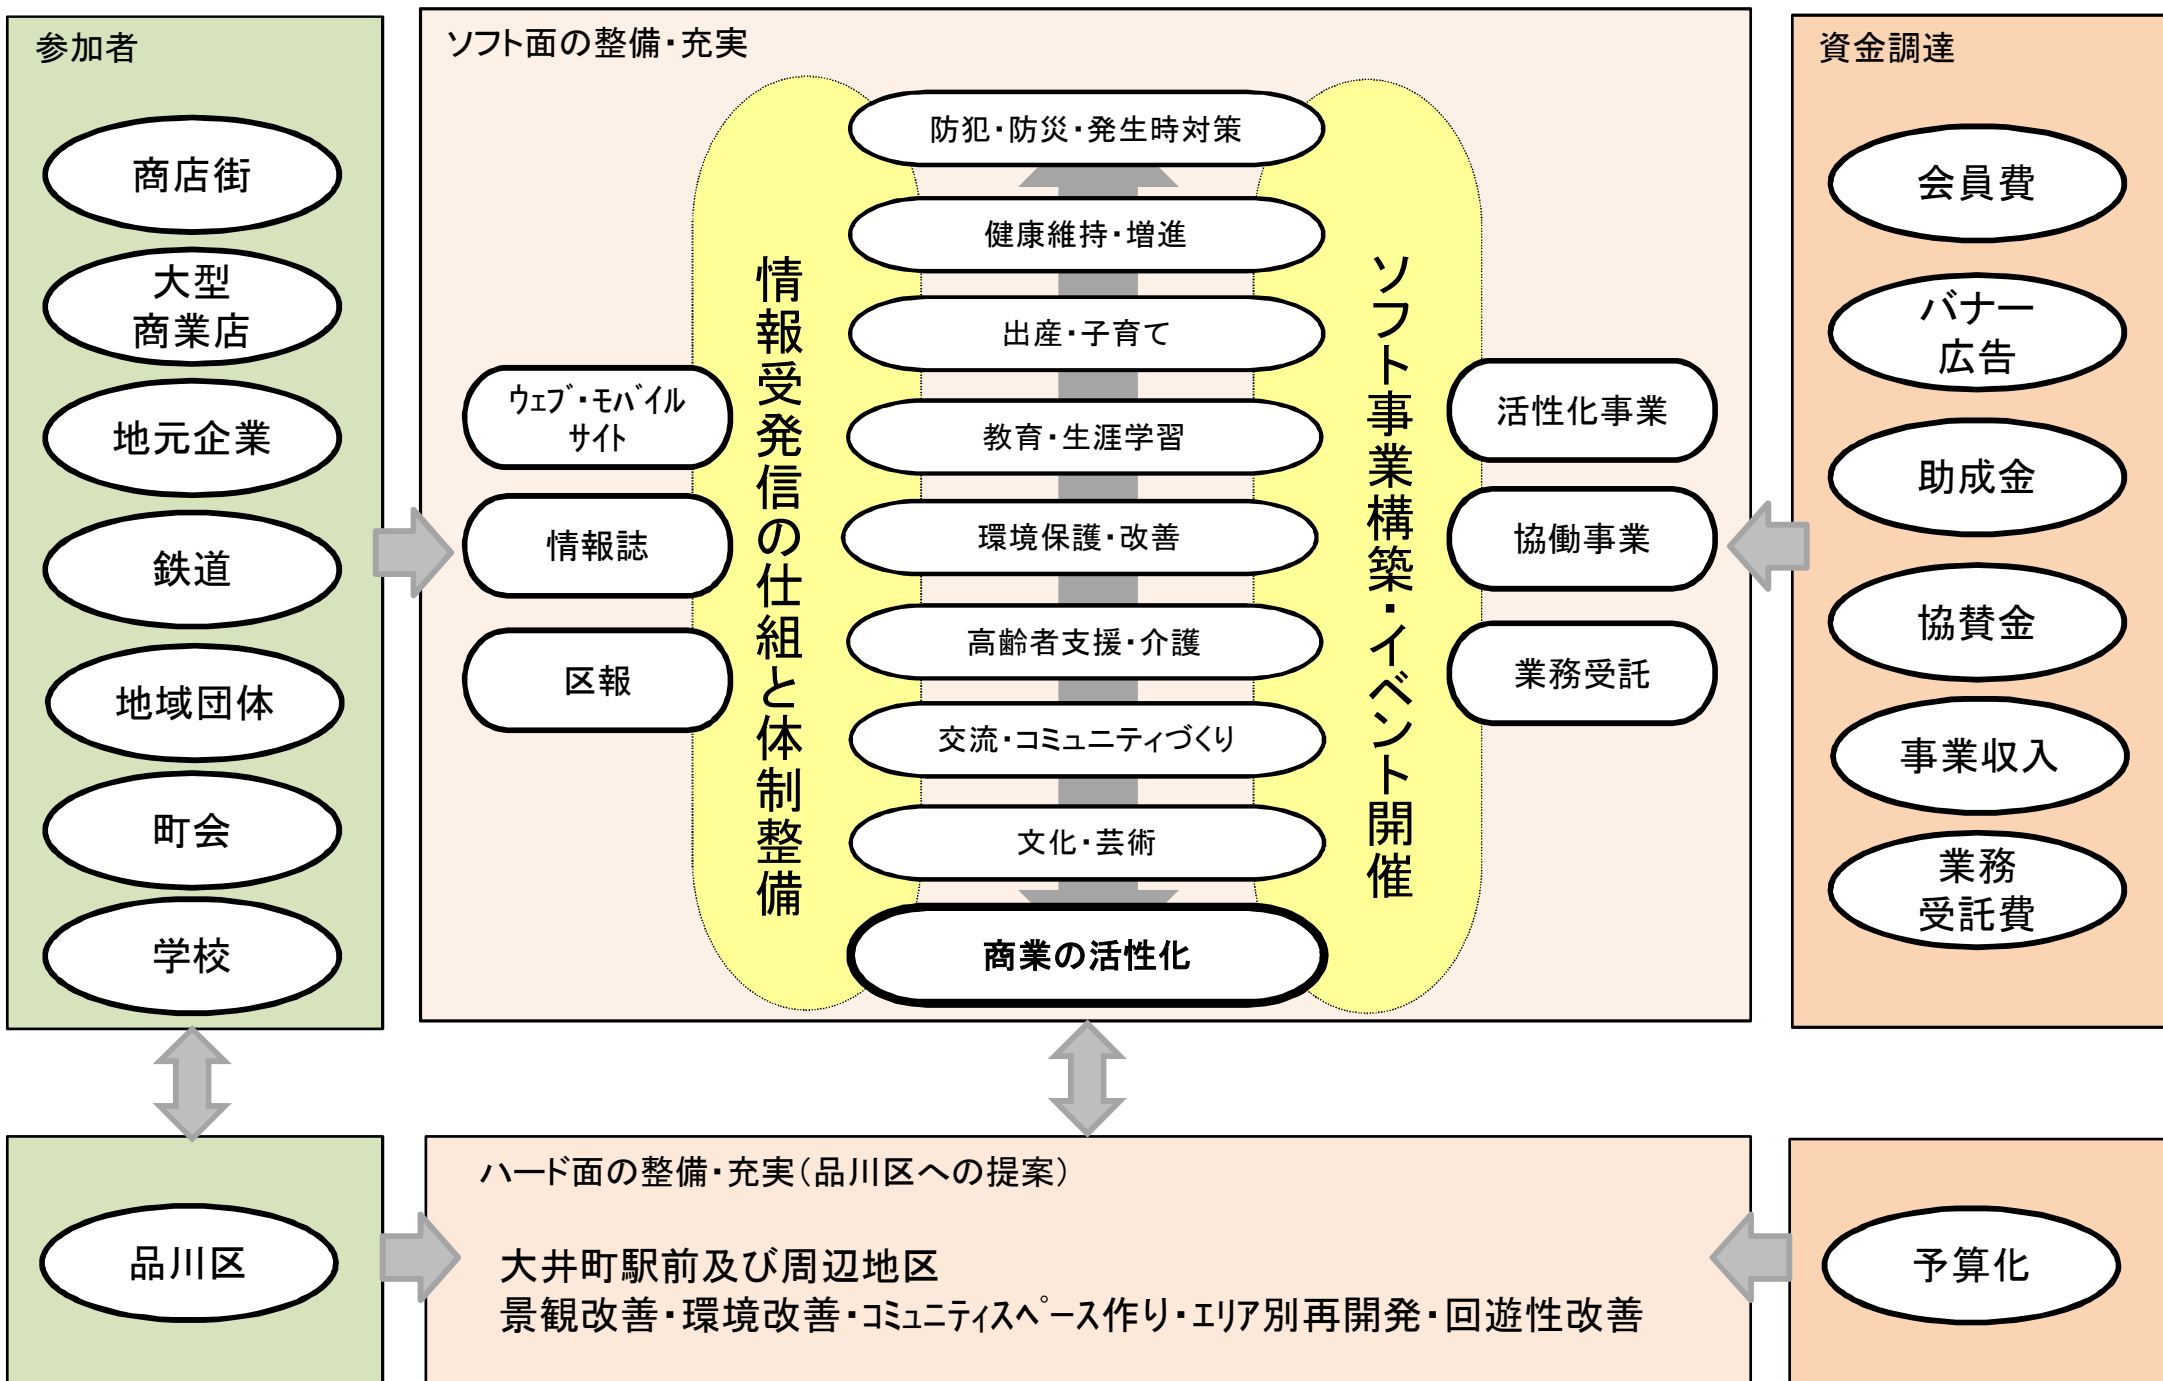 参加者
商店街
大型
商業店
地元企業
鉄道
地域団体
町会
学校
ソフト面の整備・充実
情報受発信の仕組と体制整備
ウェブ・モバイル
サイト
情報誌
区報
防犯・防災・発生時対策
健康維持・増進
出産・子育て
教育・生涯学習
環境保護・改善
高齢者支援・介護
交流・コミュニティづくり
文化・芸術
商業の活性化
ソフト事業構築・イベント開催
活性化事業
協働事業
業務受託
資金調達
会員費
バナー
広告
助成金
協賛金
事業収入
業務
受託費
品川区
ハード面の整備・充実(品川区への提案)
大井町駅前及び周辺地区
景観改善・環境改善・コミュニティスペース作り・エリア別再開発・回遊性改善
予算化